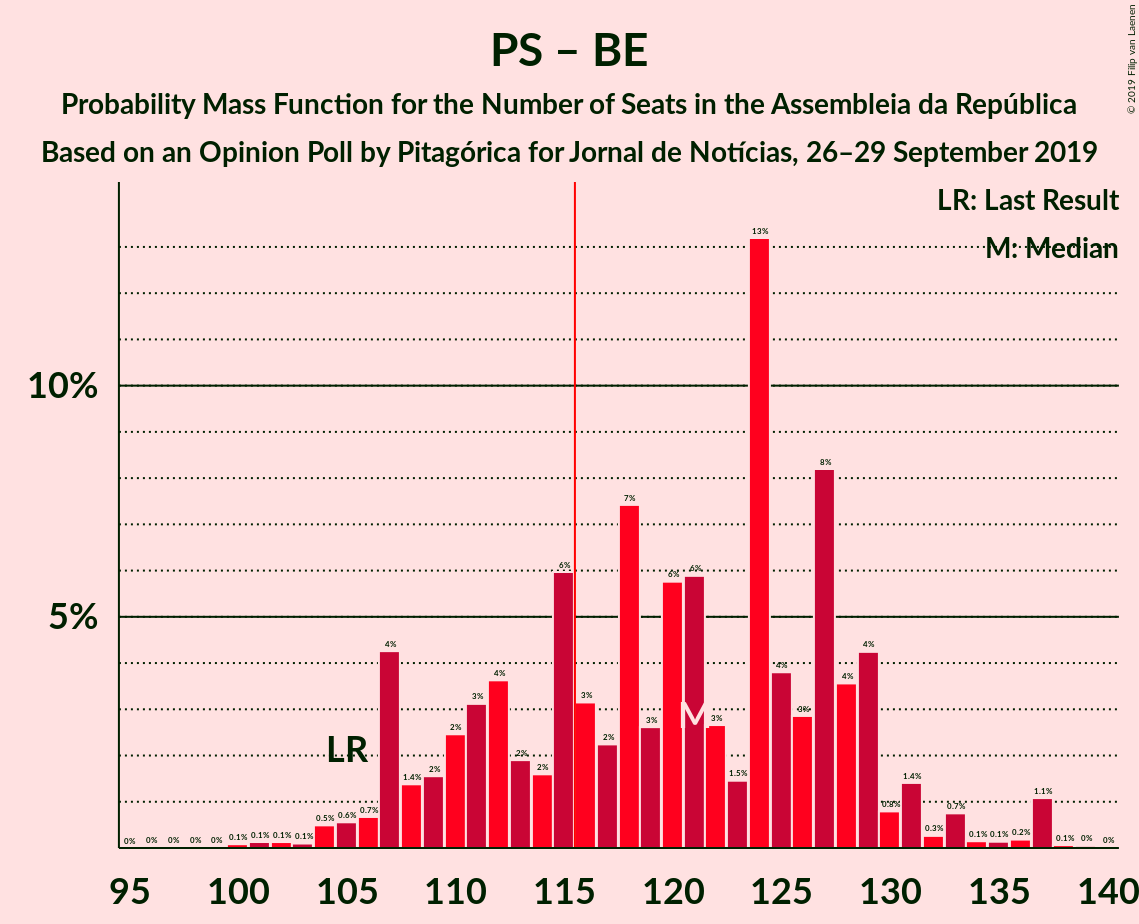 © 2019 Filip van Laenen
PS – BE
Probability Mass Function for the Number of Seats in the Assembleia da República
Based on an Opinion Poll by Pitagórica for Jornal de Notícias, 26–29 September 2019
LR: Last Result
M: Median
10%
5%
0% 0% 0% 0% 0% 0.1% 0.1% 0.1% 0.1% 0.5% 0.6% 0.7% 4% 1.4% 2% 2% 3% 4% 2% 2% 6% 3% 2% 7% 3% 6% 6% 3% 1.5% 13% 4% 3% 8% 4% 4% 0.8% 1.4% 0.3% 0.7% 0.1% 0.1% 0.2% 1.1% 0.1% 0% 0%
LR
M
95 100 105 110 115 120 125 130 135 140